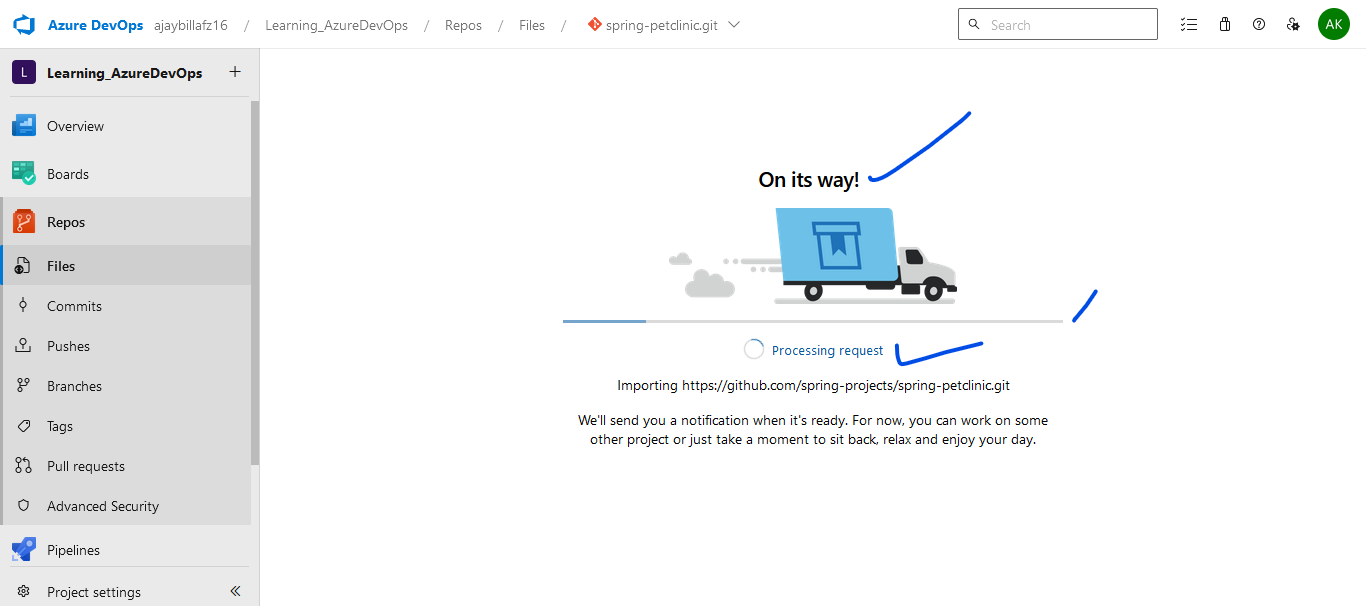 Azure DevOps ajaybillafz16 / Learning_AzureDevOps / Repos / Files / spring-petclinic.git
Search
AK
L Learning_AzureDevOps +
Overview
Boards
Repos
Files
Commits
Pushes
Branches
Tags
Pull requests
Advanced Security
Pipelines
Project settings
On its way!
Processing request
Importing https://github.com/spring-projects/spring-petclinic.git
We'll send you a notification when it's ready. For now, you can work on some
other project or just take a moment to sit back, relax and enjoy your day.